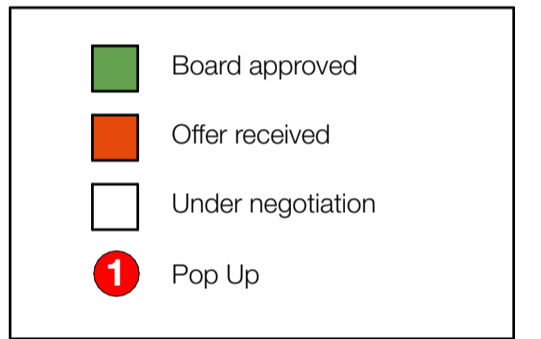 Board approved
Offer received
Under negotiation
1 Pop Up